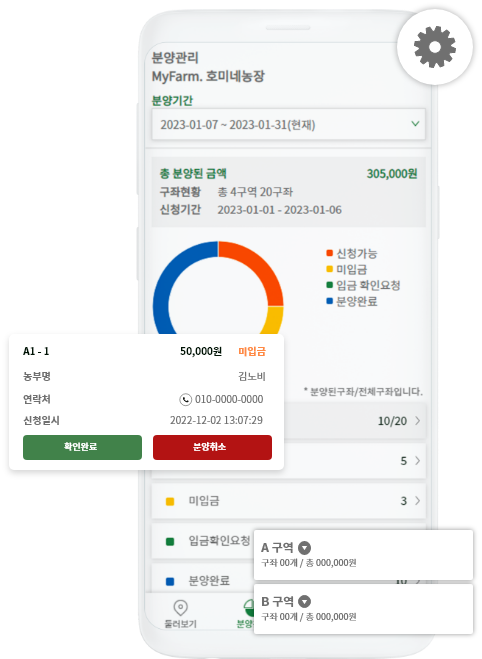 분양관리
MyFarm. 호미네농장
분양기간
2023-01-07 ~ 2023-01-31(현재)
총 분양된 금액 305,000원
구좌현황 총 4구역 20구좌
신청기간 2023-01-01 - 2023-01-06
신청가능
미입금
입금 확인요청
분양완료
A1 - 1 50,000원 미입금
농부명 김노비
연락처 010-0000-0000
신청일시 2022-12-02 13:07:29
확인완료 분양취소
* 분양된구좌/전체구좌입니다.
10/20
5
미입금 3
입금확인요청
분양완료 10
A 구역
구좌 00개 / 총 000,000원
B 구역
구좌 00개 / 총 000,000원
둘러보기